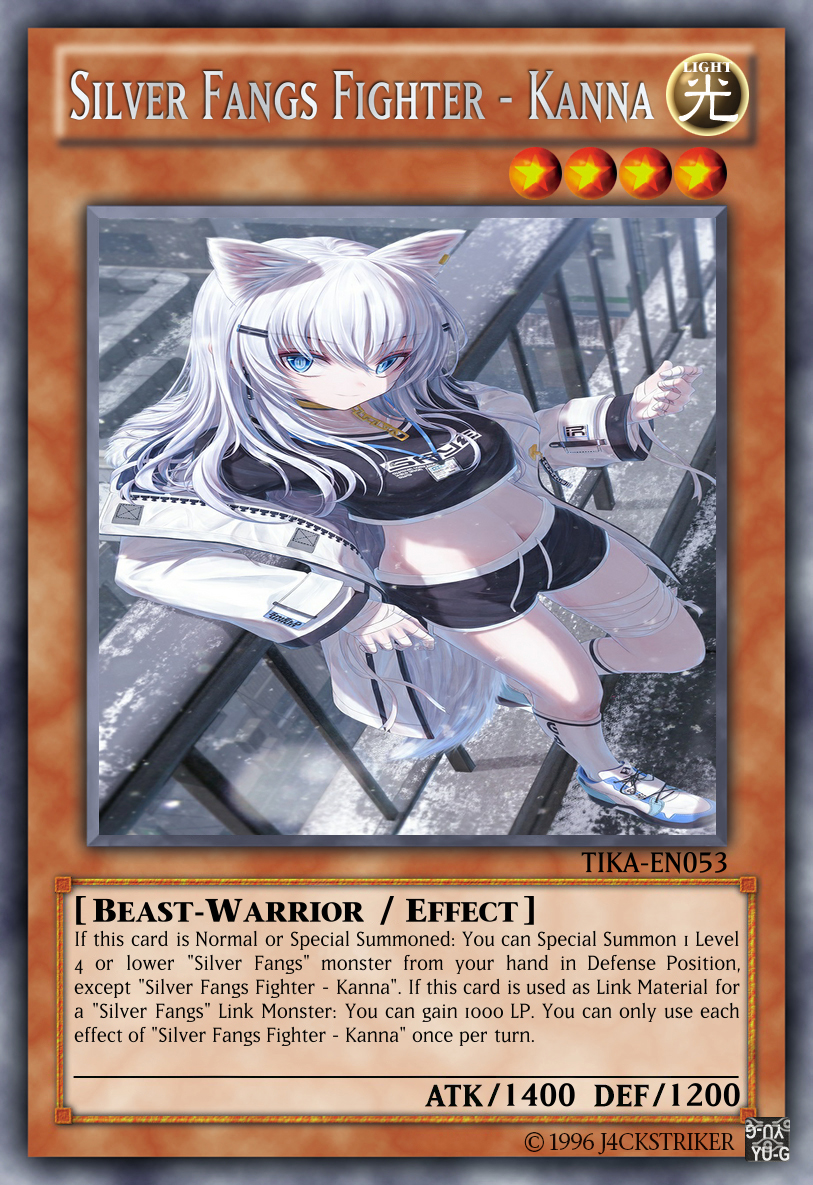 SILVER FANGS FIGHTER - KANNA
LIGHT
光
TIKA-EN053
[ BEAST-WARRIOR / EFFECT ]
If this card is Normal or Special Summoned: You can Special Summon 1 Level
4 or lower "Silver Fangs" monster from your hand in Defense Position,
except "Silver Fangs Fighter - Kanna". If this card is used as Link Material for
a "Silver Fangs" Link Monster: You can gain 1000 LP. You can only use each
effect of "Silver Fangs Fighter - Kanna" once per turn.
ATK/1400 DEF/1200
© 1996 J4CKSTRIKER
YU-G